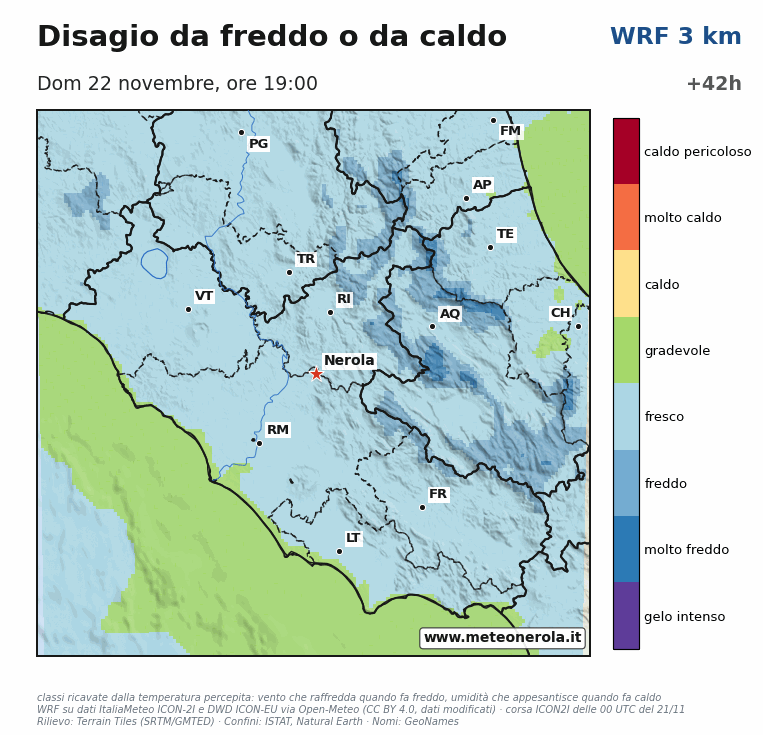 Disagio da freddo o da caldo
WRF 3 km
Dom 22 novembre, ore 19:00
+42h
FM
PG
AP
TE
TR
VT
RI
AQ
CH
Nerola
RM
FR
LT
www.meteonerola.it
caldo pericoloso
molto caldo
caldo
gradevole
fresco
freddo
molto freddo
gelo intenso
classi ricavate dalla temperatura percepita: vento che raffredda quando fa freddo, umidità che appesantisce quando fa caldo
WRF su dati ItaliaMeteo ICON-2I e DWD ICON-EU via Open-Meteo (CC BY 4.0, dati modificati) · corsa ICON2I delle 00 UTC del 21/11
Rilievo: Terrain Tiles (SRTM/GMTED) · Confini: ISTAT, Natural Earth · Nomi: GeoNames